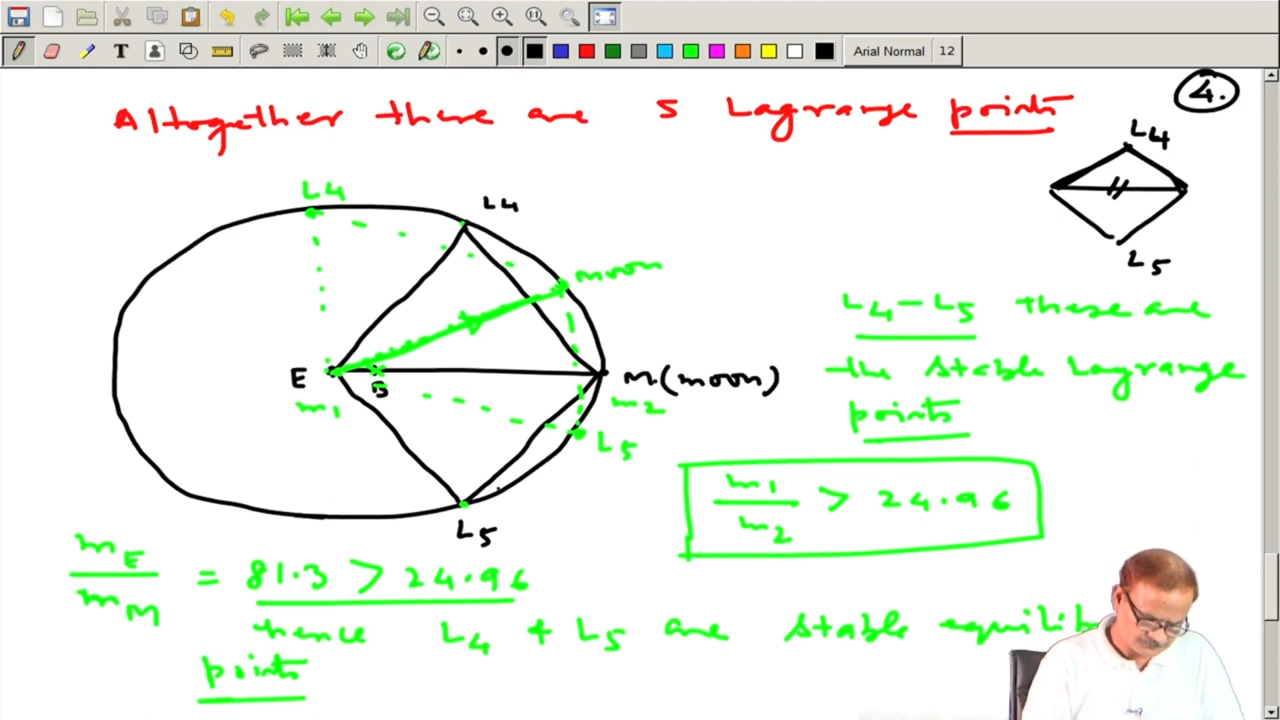 Arial Normal 12
4.
Altogether there are 5 Lagrange points
L4
L5
L4
L4
moon
E
m1
B
M(moon)
m2
L5
L5
L4-L5 These are
the stable Lagrange
points
m1/m2 > 24.96
mE/mM = 81.3 > 24.96
hence L4 + L5 are stable equilib
points